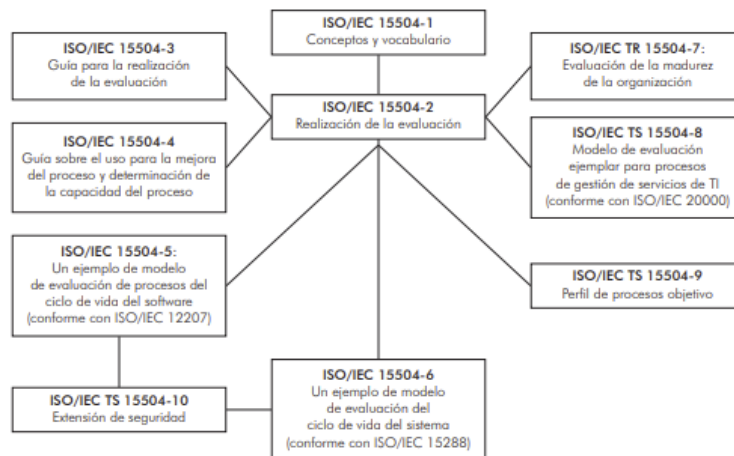 ISO/IEC 15504-1
Conceptos y vocabulario
ISO/IEC 15504-3
Guía para la realización
de la evaluación
ISO/IEC TR 15504-7:
Evaluación de la madurez
de la organización
ISO/IEC 15504-2
Realización de la evaluación
ISO/IEC 15504-4
Guía sobre el uso para la mejora
del proceso y determinación de
la capacidad del proceso
ISO/IEC TS 15504-8
Modelo de evaluación
ejemplar para procesos
de gestión de servicios de TI
(conforme con ISO/IEC 20000)
ISO/IEC 15504-5:
Un ejemplo de modelo
de evaluación de procesos del
ciclo de vida del software
(conforme con ISO/IEC 12207)
ISO/IEC TS 15504-9
Perfil de procesos objetivo
ISO/IEC TS 15504-10
Extensión de seguridad
ISO/IEC 15504-6
Un ejemplo de modelo
de evaluación del
ciclo de vida del sistema
(conforme con ISO/IEC 15288)